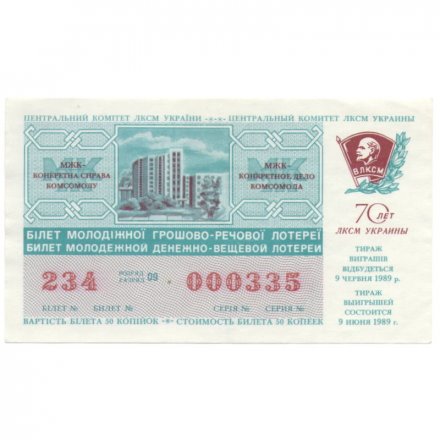 ЦЕНТРАЛЬНИЙ КОМІТЕТ ЛКСМ УКРАЇНИ -*-*- ЦЕНТРАЛЬНЫЙ КОМИТЕТ ЛКСМ УКРАИНЫ
МЖК-
КОНКРЕТНА СПРАВА
КОМСОМОЛУ
МЖК-
КОНКРЕТНОЕ ДЕЛО
КОМСОМОЛА
ВЛКСМ
70 ЛЕТ
ЛКСМ УКРАИНЫ
БІЛЕТ МОЛОДІЖНОЇ ГРОШОВО-РЕЧОВОЇ ЛОТЕРЕЇ
БИЛЕТ МОЛОДЕЖНОЙ ДЕНЕЖНО-ВЕЩЕВОЙ ЛОТЕРЕИ
234 РОЗРЯД РАЗРЯД 09 000335
БІЛЕТ № БИЛЕТ № СЕРІЯ № СЕРИЯ №
ВАРТІСТЬ БІЛЕТА 50 КОПІЙОК -*- СТОИМОСТЬ БИЛЕТА 50 КОПЕЕК
ТИРАЖ
ВИГРАШІВ
ВІДБУДЕТЬСЯ
9 ЧЕРВНЯ 1989 р.
ТИРАЖ
ВЫИГРЫШЕЙ
СОСТОИТСЯ
9 ИЮНЯ 1989 г.